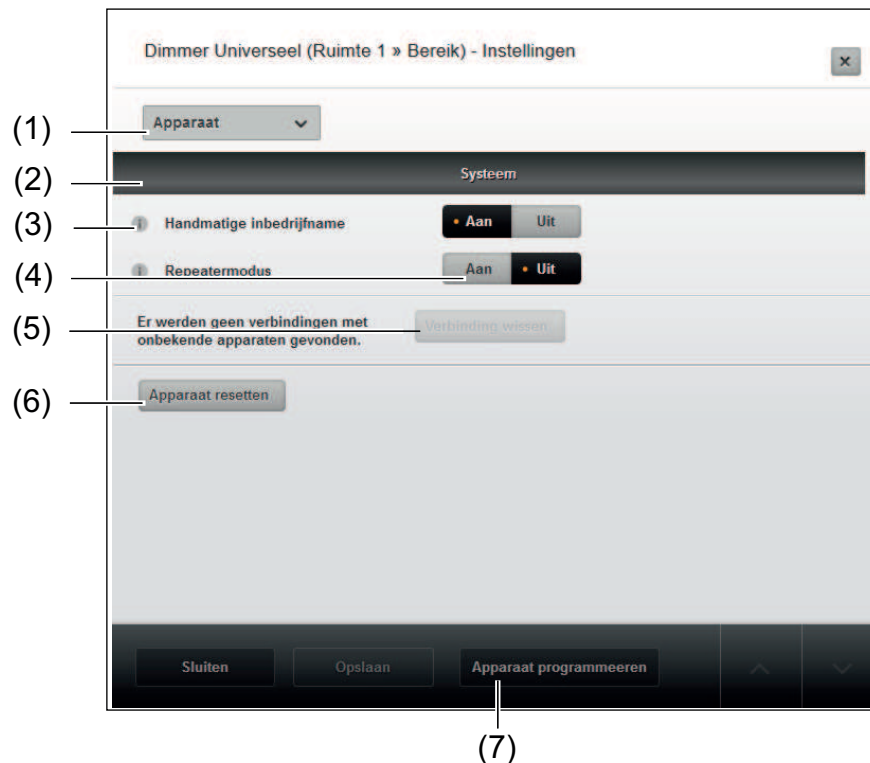 Dimmer Universeel (Ruimte 1 » Bereik) - Instellingen
×
(1)
Apparaat
(2)
Systeem
(3)
i Handmatige inbedrijfname
Aan Uit
(4)
i Repeatermodus
Aan Uit
(5)
Er werden geen verbindingen met
onbekende apparaten gevonden.
Verbinding wissen
(6)
Apparaat resetten
Sluiten
Opslaan
Apparaat programmeeren
(7)